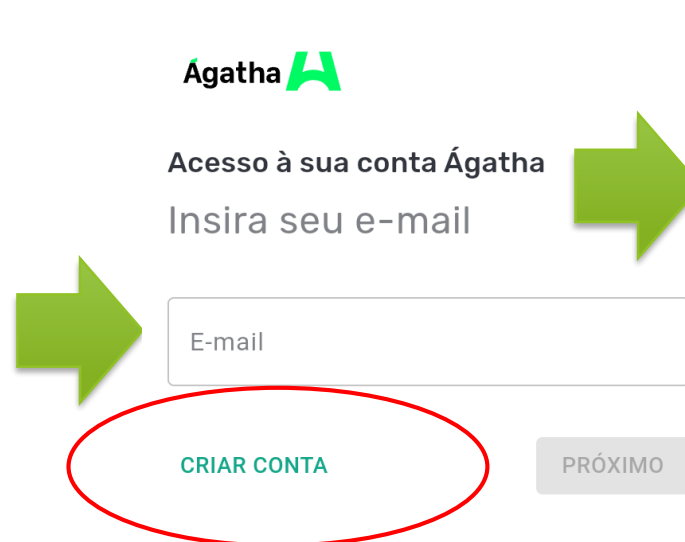 Ágatha
Acesso à sua conta Ágatha
Insira seu e-mail
E-mail
CRIAR CONTA
PRÓXIMO